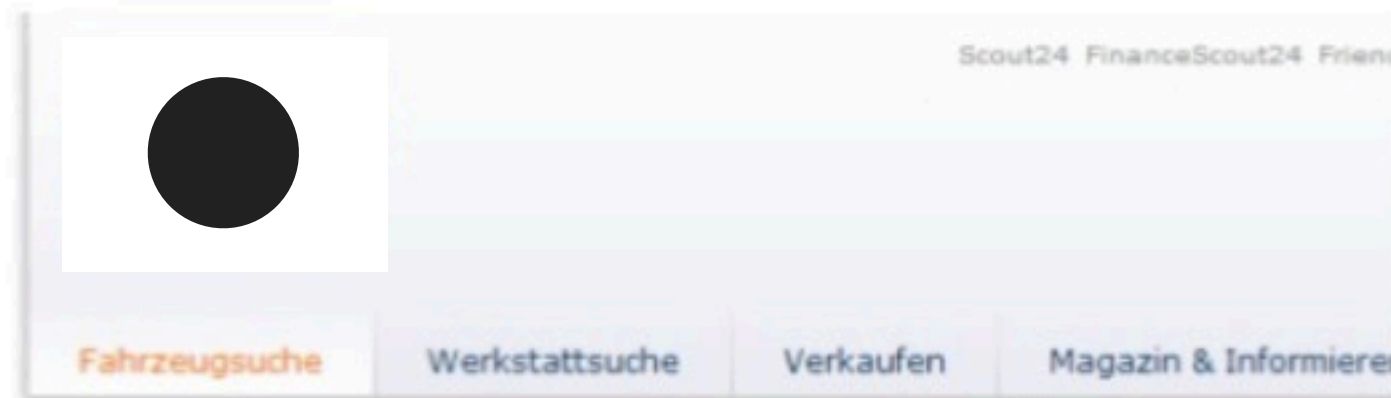 Scout24 FinanceScout24
Fahrzeugsuche Werkstattsuche Verkaufen Magazin &